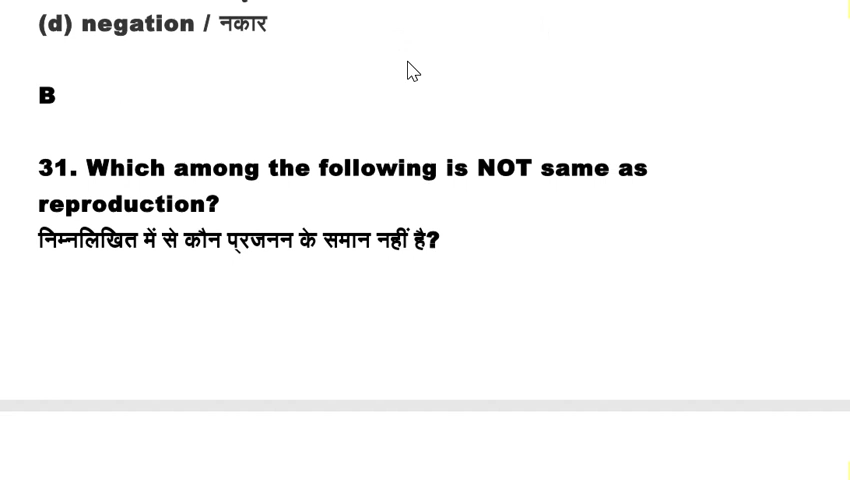 (d) negation / नकार
B
31. Which among the following is NOT same as
reproduction?
निम्नलिखित में से कौन प्रजनन के समान नहीं है?